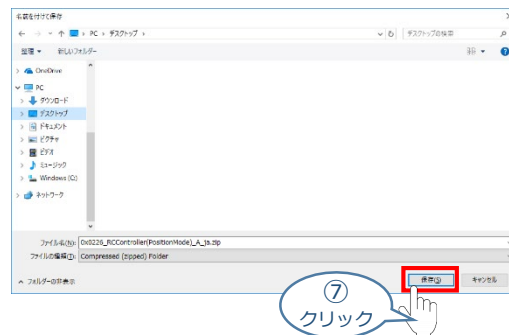 名前を付けて保存
PC › デスクトップ ›
デスクトップの検索
整理 ▼ 新しいフォルダー
OneDrive
PC
ダウンロード
デスクトップ
ドキュメント
ピクチャ
ビデオ
ミュージック
Windows (C:)
ネットワーク
ファイル名(N): 0x0226_RCController(PositionMode)_A_ja.zip
ファイルの種類(T): Compressed (zipped) Folder
フォルダーの非表示
保存(S) キャンセル
⑦
クリック